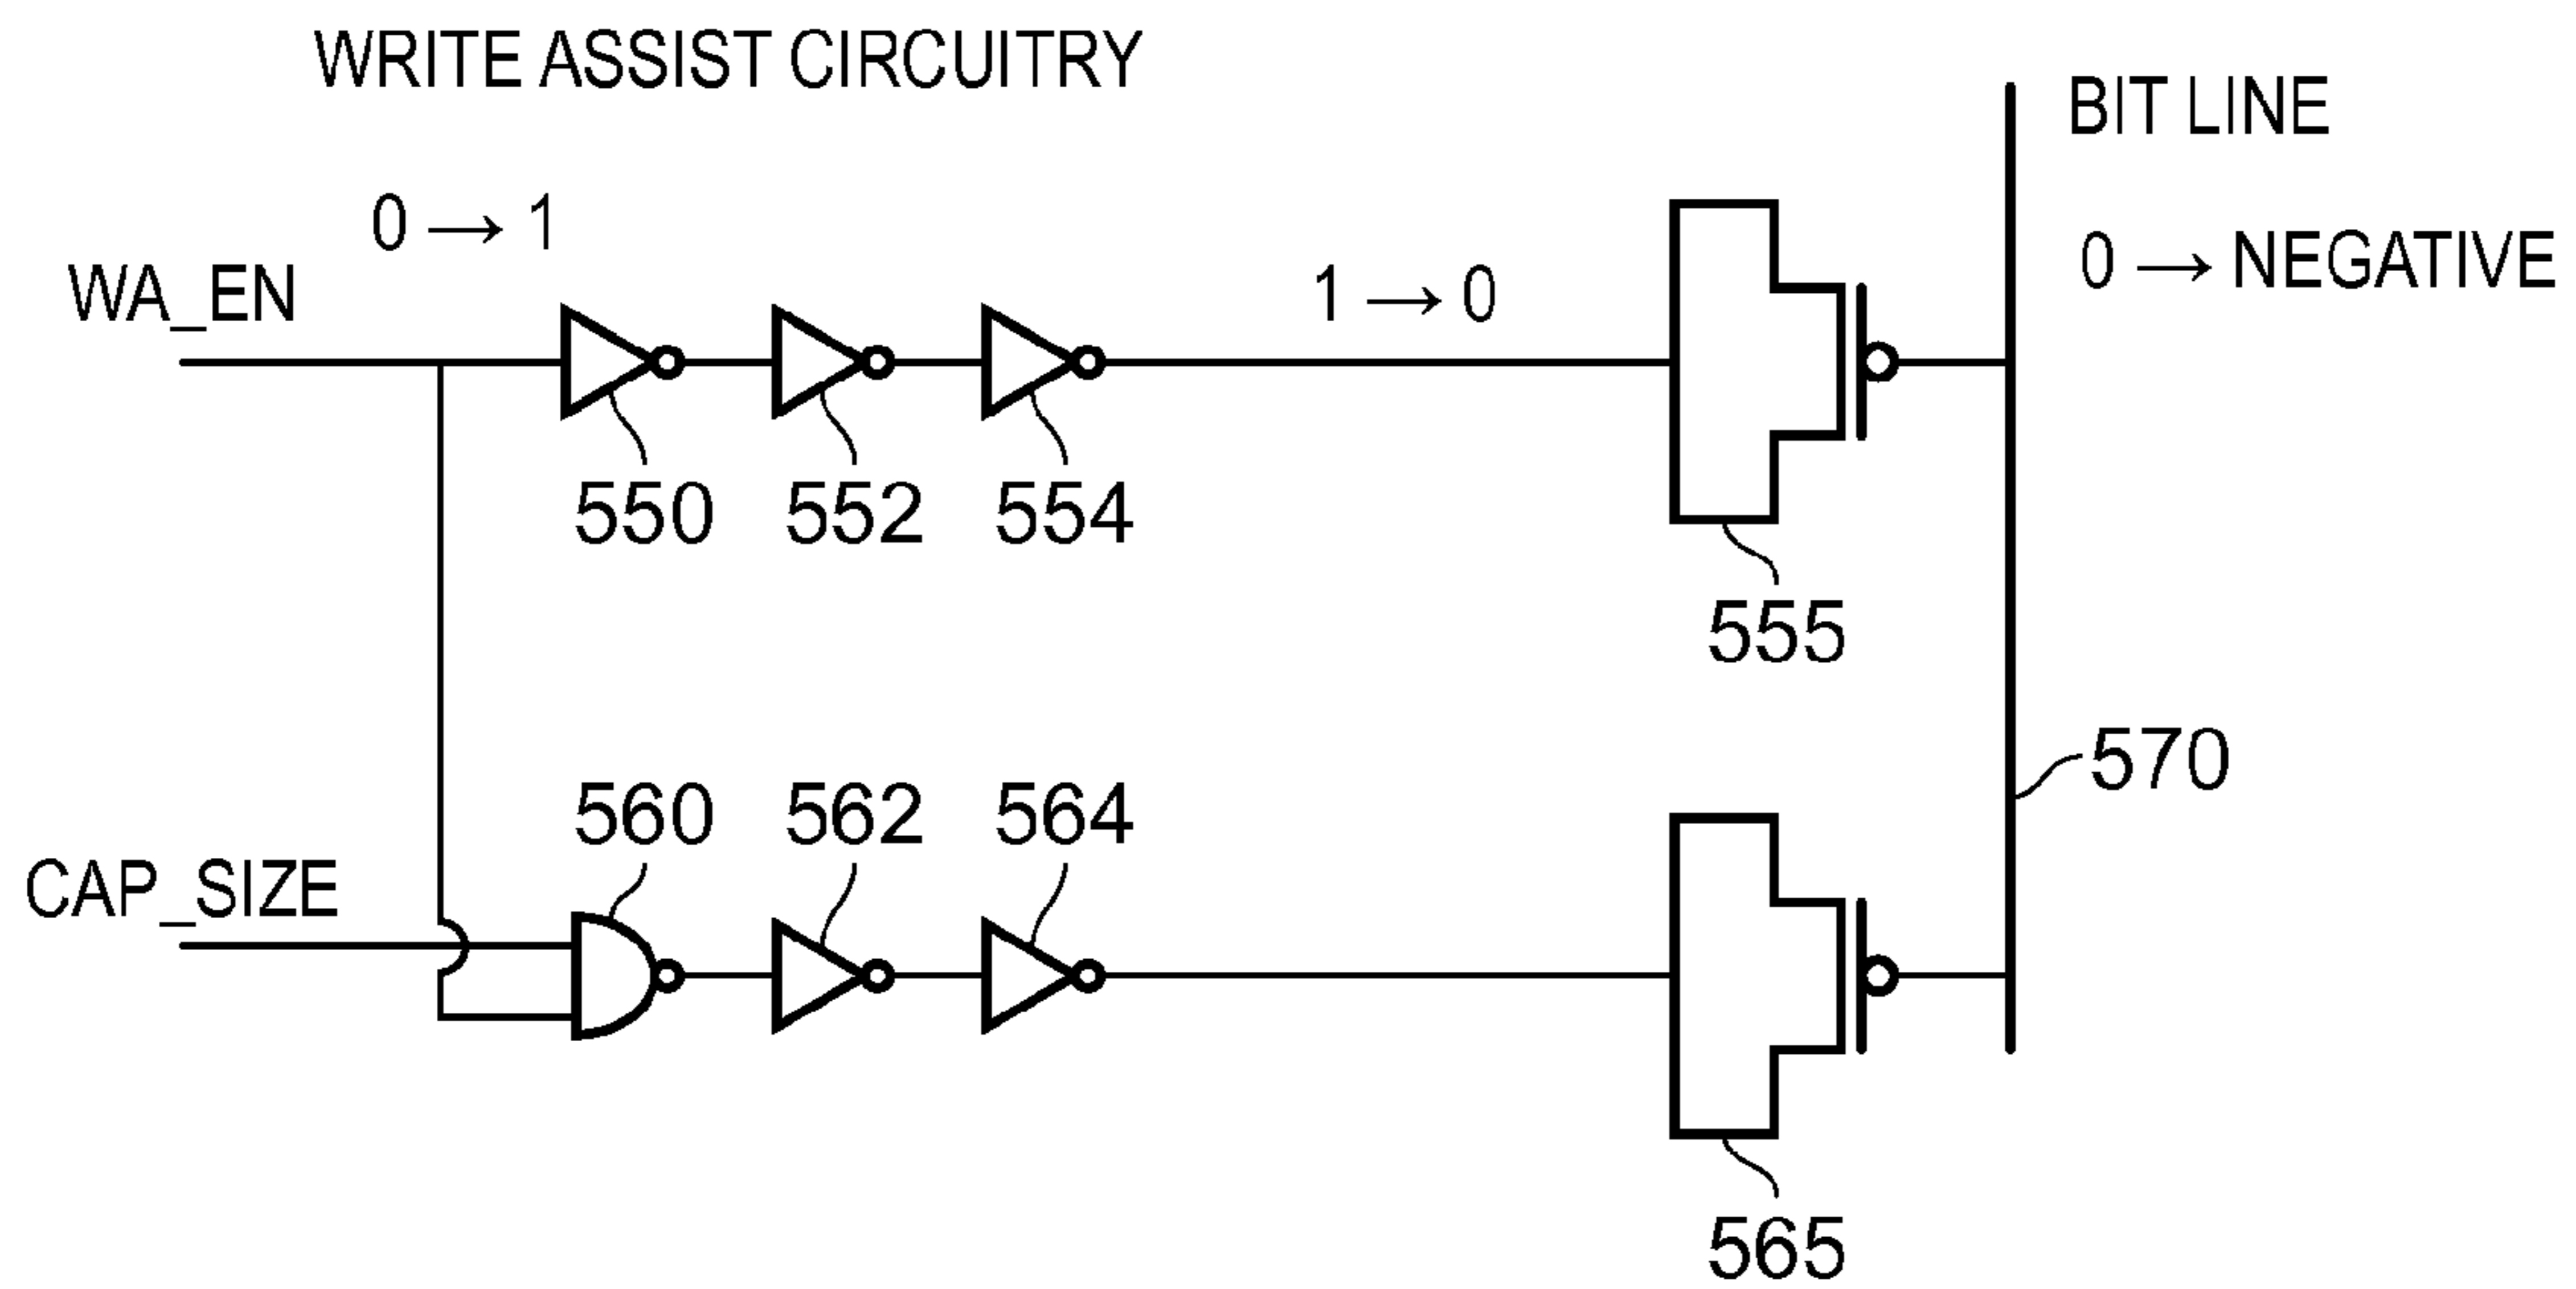 WRITE ASSIST CIRCUITRY
BIT LINE
0 → 1
0 → NEGATIVE
WA_EN
1 → 0
550
552
554
555
570
560
562
564
CAP_SIZE
565